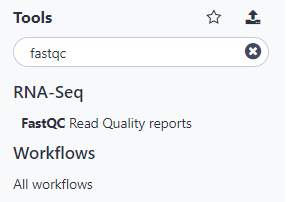 Tools
fastqc
RNA-Seq
FastQC Read Quality reports
Workflows
All workflows